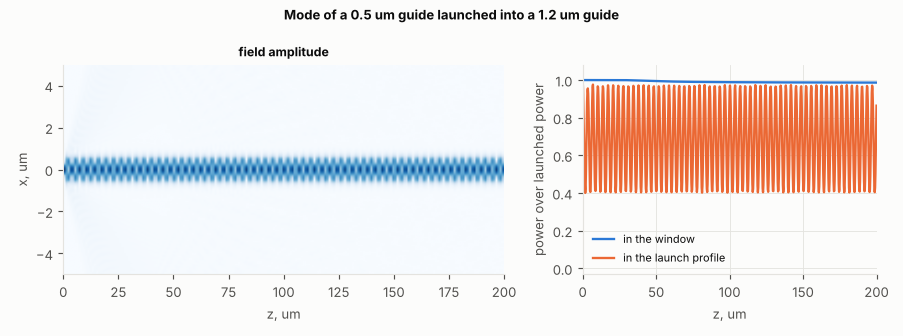 Mode of a 0.5 um guide launched into a 1.2 um guide
field amplitude
x, um
4
2
0
−2
−4
0 25 50 75 100 125 150 175 200
z, um
power over launched power
1.0
0.8
0.6
0.4
0.2
0.0
in the window
in the launch profile
0 50 100 150 200
z, um